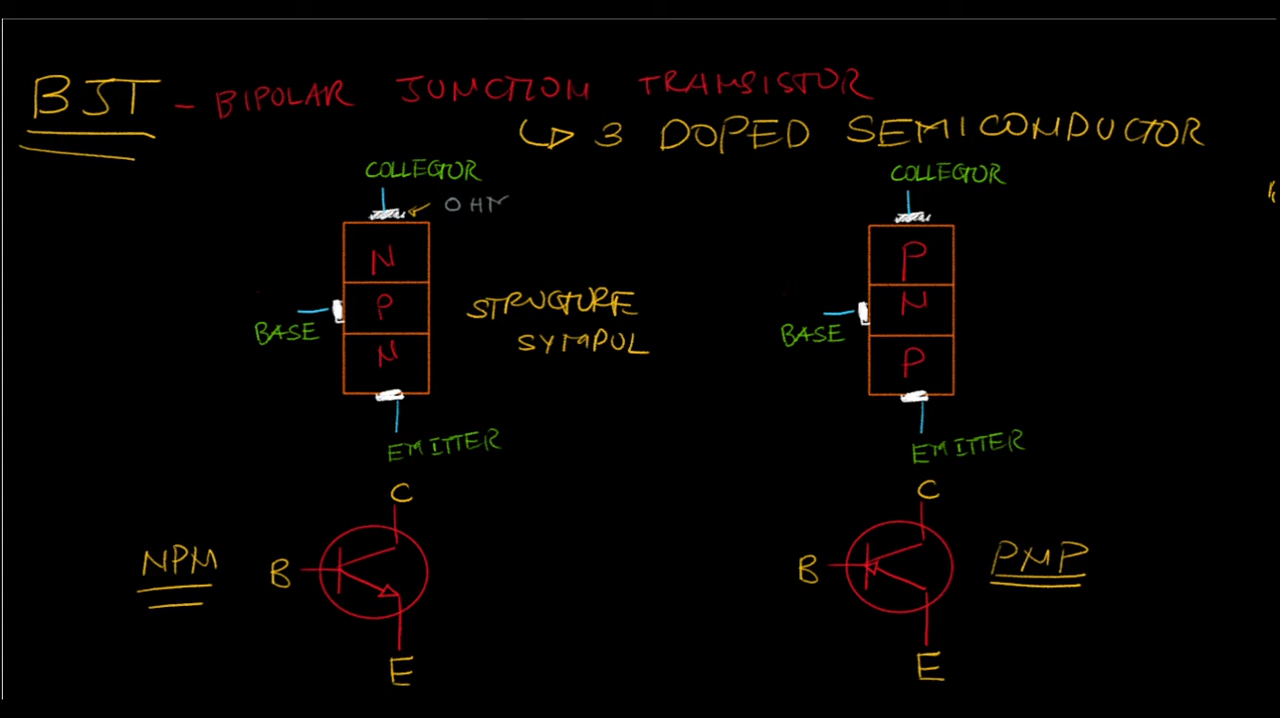 BJT - BIPOLAR JUNCTION TRANSISTOR
↳ 3 DOPED SEMICONDUCTOR
COLLECTOR
COLLECTOR
OHM
N
P
P
N
N
P
BASE
BASE
STRUCTURE
SYMPOL
EMITTER
EMITTER
C
C
NPN
B
B
PNP
E
E